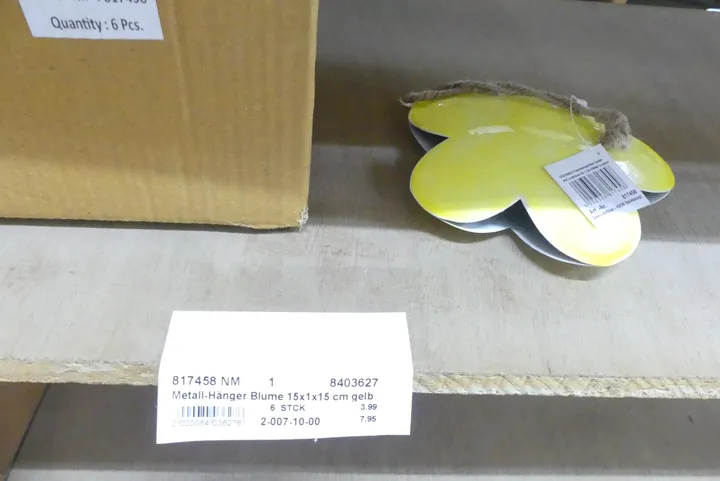 Quantity : 6 Pcs.
817458
817458 NM 1 8403627
Metall-Hänger Blume 15x1x15 cm gelb
6 STCK 3.99
2-007-10-00 7.95